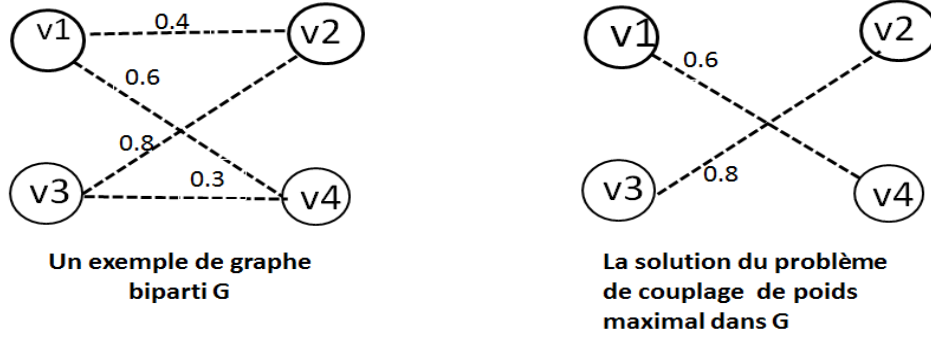 v1
0.4
v2
0.6
0.8
v3
0.3
v4
Un exemple de graphe
biparti G
v1
v2
0.6
v3
0.8
v4
La solution du problème
de couplage de poids
maximal dans G